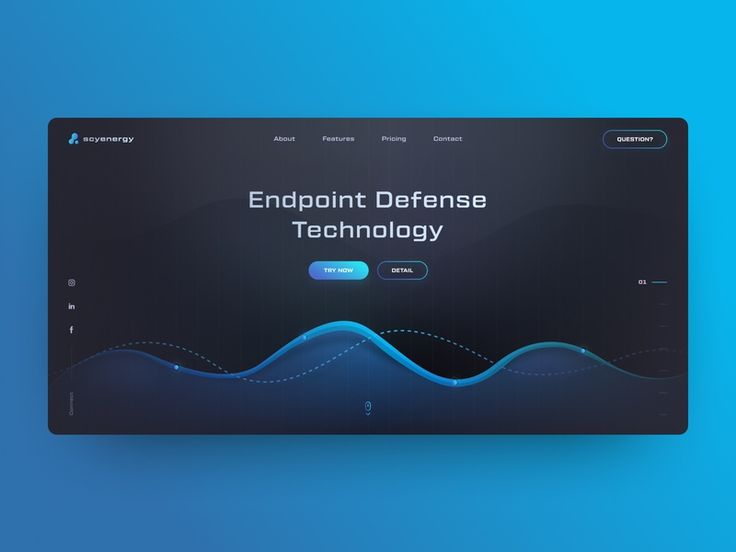 scyenergy
About Features Pricing Contact
QUESTION?
Endpoint Defense
Technology
TRY NOW DETAIL
01
in
f
Connect